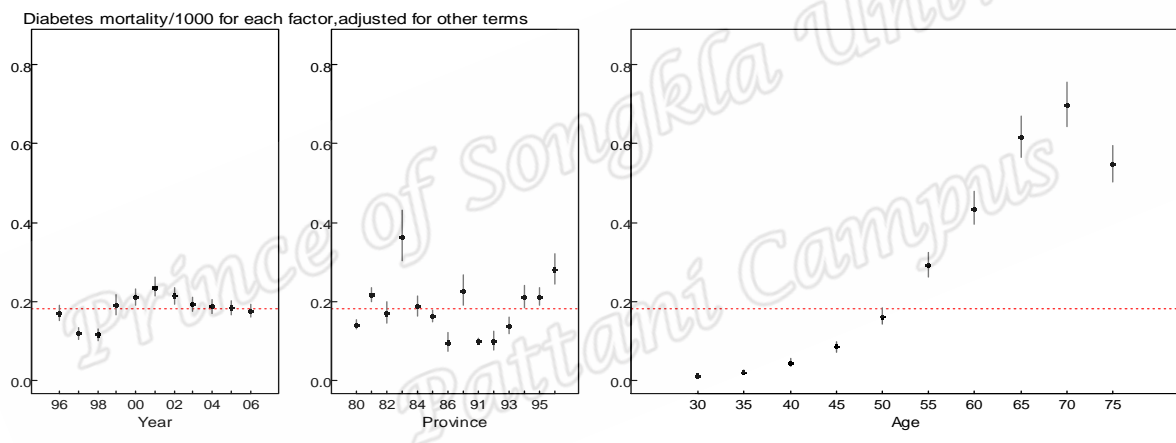 Diabetes mortality/1000 for each factor,adjusted for other terms
0.8 0.8 0.8
0.6 0.6 0.6
0.4 0.4 0.4
0.2 0.2 0.2
0.0 0.0 0.0
96 98 00 02 04 06 80 82 84 86 91 93 95 30 35 40 45 50 55 60 65 70 75
Year Province Age
Prince of Songkla
Pattani Campus